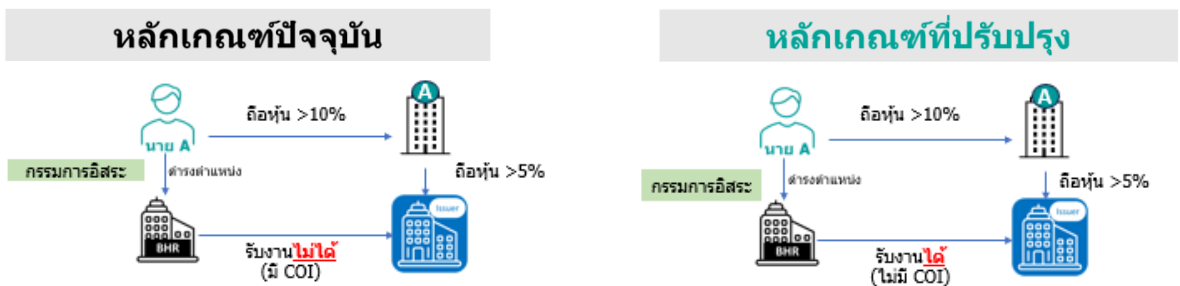 หลักเกณฑ์ปัจจุบัน
A
ถือหุ้น >10%
นาย A
กรรมการอิสระ
ดำรงตำแหน่ง
ถือหุ้น >5%
Issuer
BHR
รับงานไม่ได้
(มี COI)
หลักเกณฑ์ที่ปรับปรุง
A
ถือหุ้น >10%
นาย A
กรรมการอิสระ
ดำรงตำแหน่ง
ถือหุ้น >5%
Issuer
BHR
รับงานได้
(ไม่มี COI)